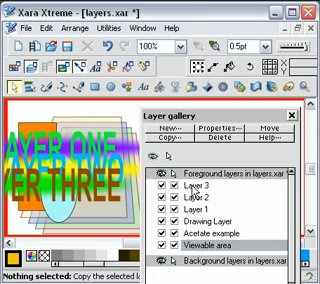 Xara Xtreme - [layers.xar *]
File Edit Arrange Utilities Window Help
100% 0.5pt
LAYER ONE
TWO
LAYER THREE
Layer gallery
New... Properties... Move
Copy... Delete Help...
Foreground layers in layers.xar
Layer 3
Layer 2
Layer 1
Drawing Layer
Acetate example
Viewable area
Background layers in layers.xar
Nothing selected: Copy the selected la